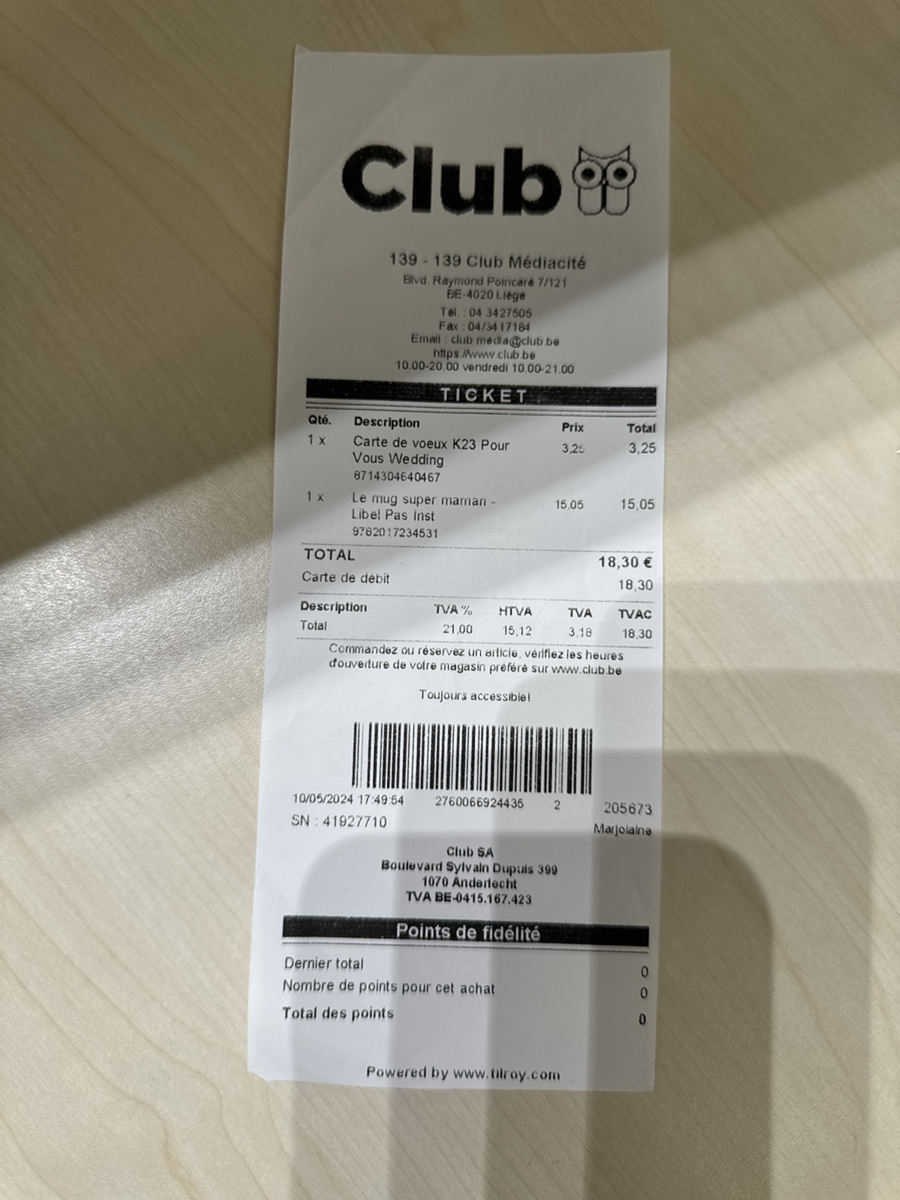 Club
139 - 139 Club Médiacité
Blvd. Raymond Poincaré 7/121
BE-4020 Liège
Tél. : 04 3427505
Fax : 04/3417184
Email : club media@club.be
https://www.club.be
10.00-20.00 vendredi 10.00-21.00
TICKET
Qté. Description Prix Total
1 x Carte de voeux K23 Pour 3,25 3,25
Vous Wedding
8714304640467
1 x Le mug super maman - 15,05 15,05
Libel Pas Inst
9782017234531
TOTAL 18,30 €
Carte de débit 18,30
Description TVA % HTVA TVA TVAC
Total 21,00 15,12 3,18 18,30
Commandez ou réservez un article, vérifiez les heures
d'ouverture de votre magasin préféré sur www.club.be
Toujours accessible!
10/05/2024 17:49:54 2760066924435 2 205673
SN : 41927710 Marjolaine
Club SA
Boulevard Sylvain Dupuis 399
1070 Anderlecht
TVA BE-0415.167.423
Points de fidélité
Dernier total 0
Nombre de points pour cet achat 0
Total des points 0
Powered by www.tilroy.com